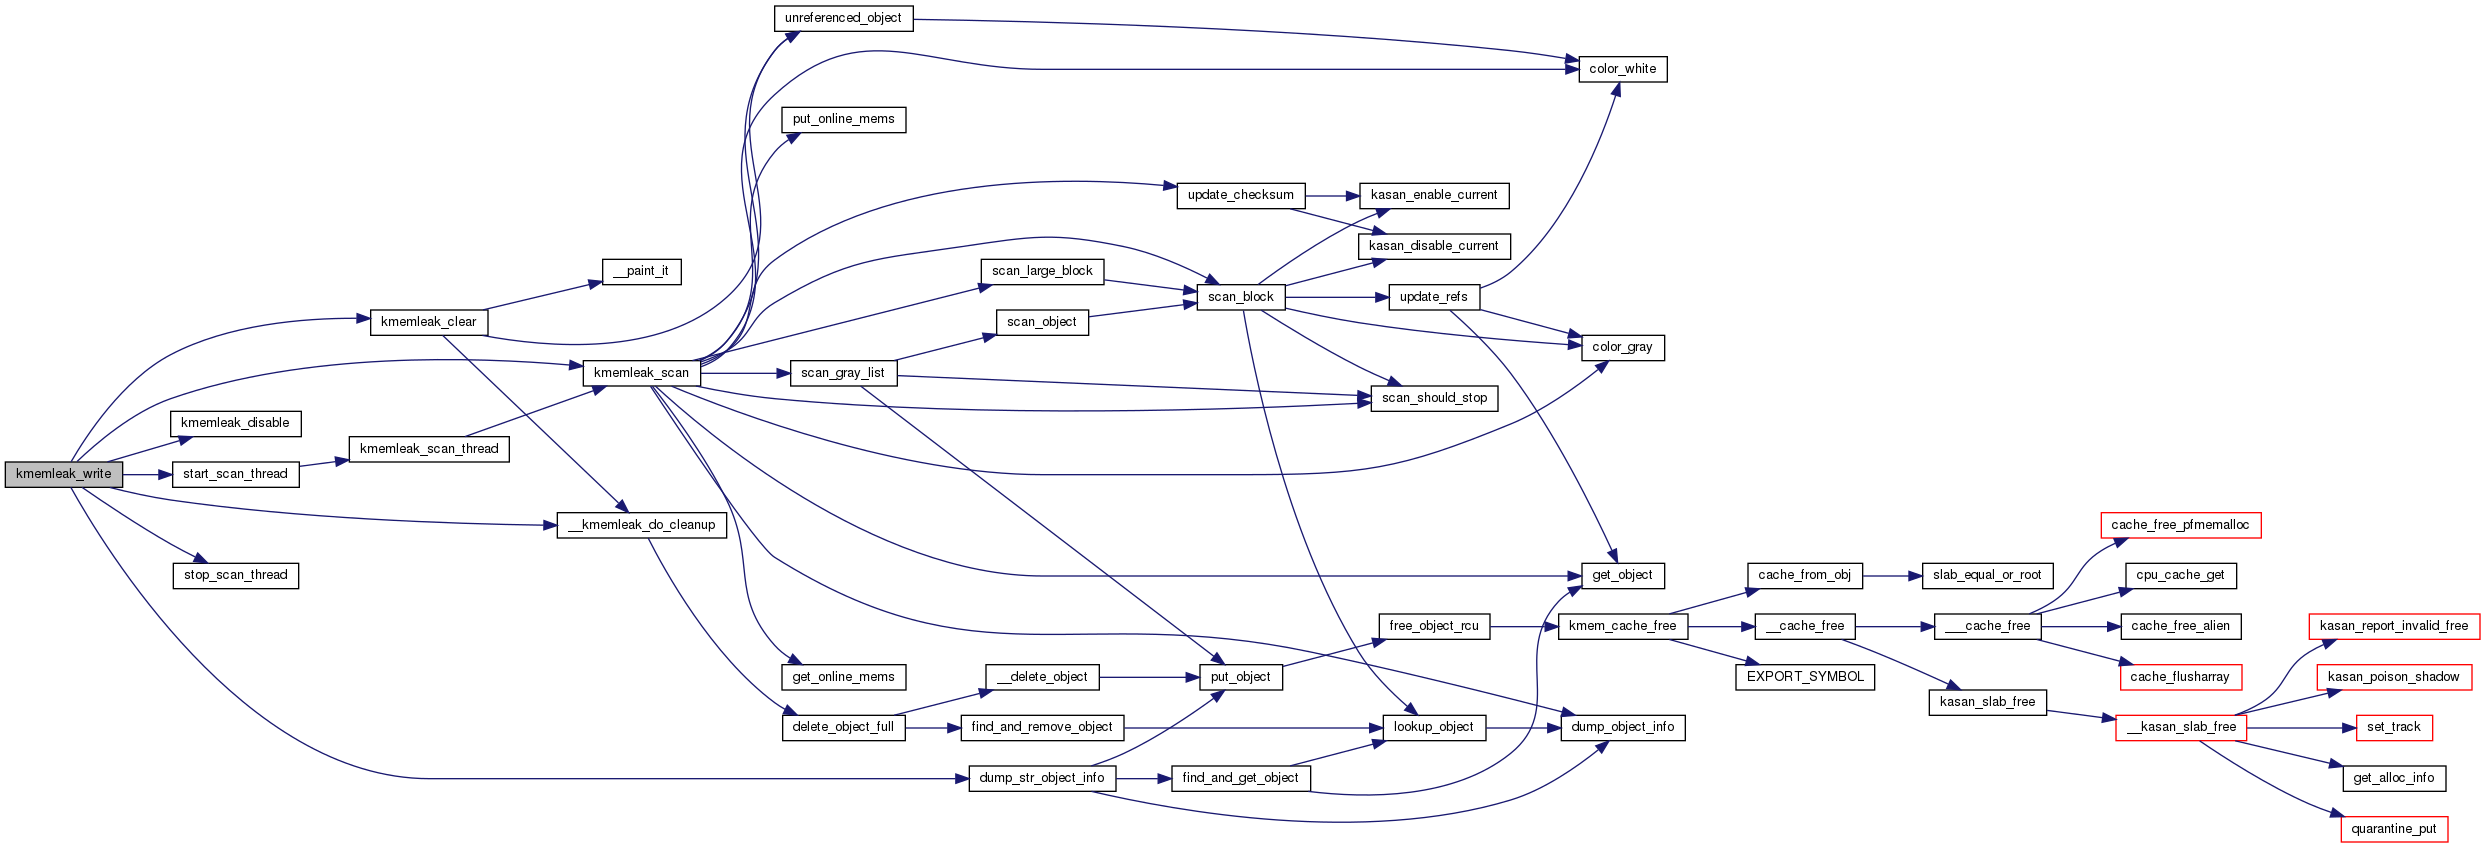 unreferenced_object
color_white
put_online_mems
update_checksum
kasan_enable_current
kasan_disable_current
__paint_it
scan_large_block
scan_block
update_refs
kmemleak_clear
scan_object
color_gray
kmemleak_scan
scan_gray_list
scan_should_stop
kmemleak_disable
kmemleak_scan_thread
kmemleak_write
start_scan_thread
__kmemleak_do_cleanup
cache_free_pfmemalloc
stop_scan_thread
get_object
cache_from_obj
slab_equal_or_root
cpu_cache_get
free_object_rcu
kmem_cache_free
__cache_free
___cache_free
cache_free_alien
kasan_report_invalid_free
get_online_mems
__delete_object
put_object
EXPORT_SYMBOL
cache_flusharray
kasan_poison_shadow
kasan_slab_free
delete_object_full
find_and_remove_object
lookup_object
dump_object_info
__kasan_slab_free
set_track
dump_str_object_info
find_and_get_object
get_alloc_info
quarantine_put